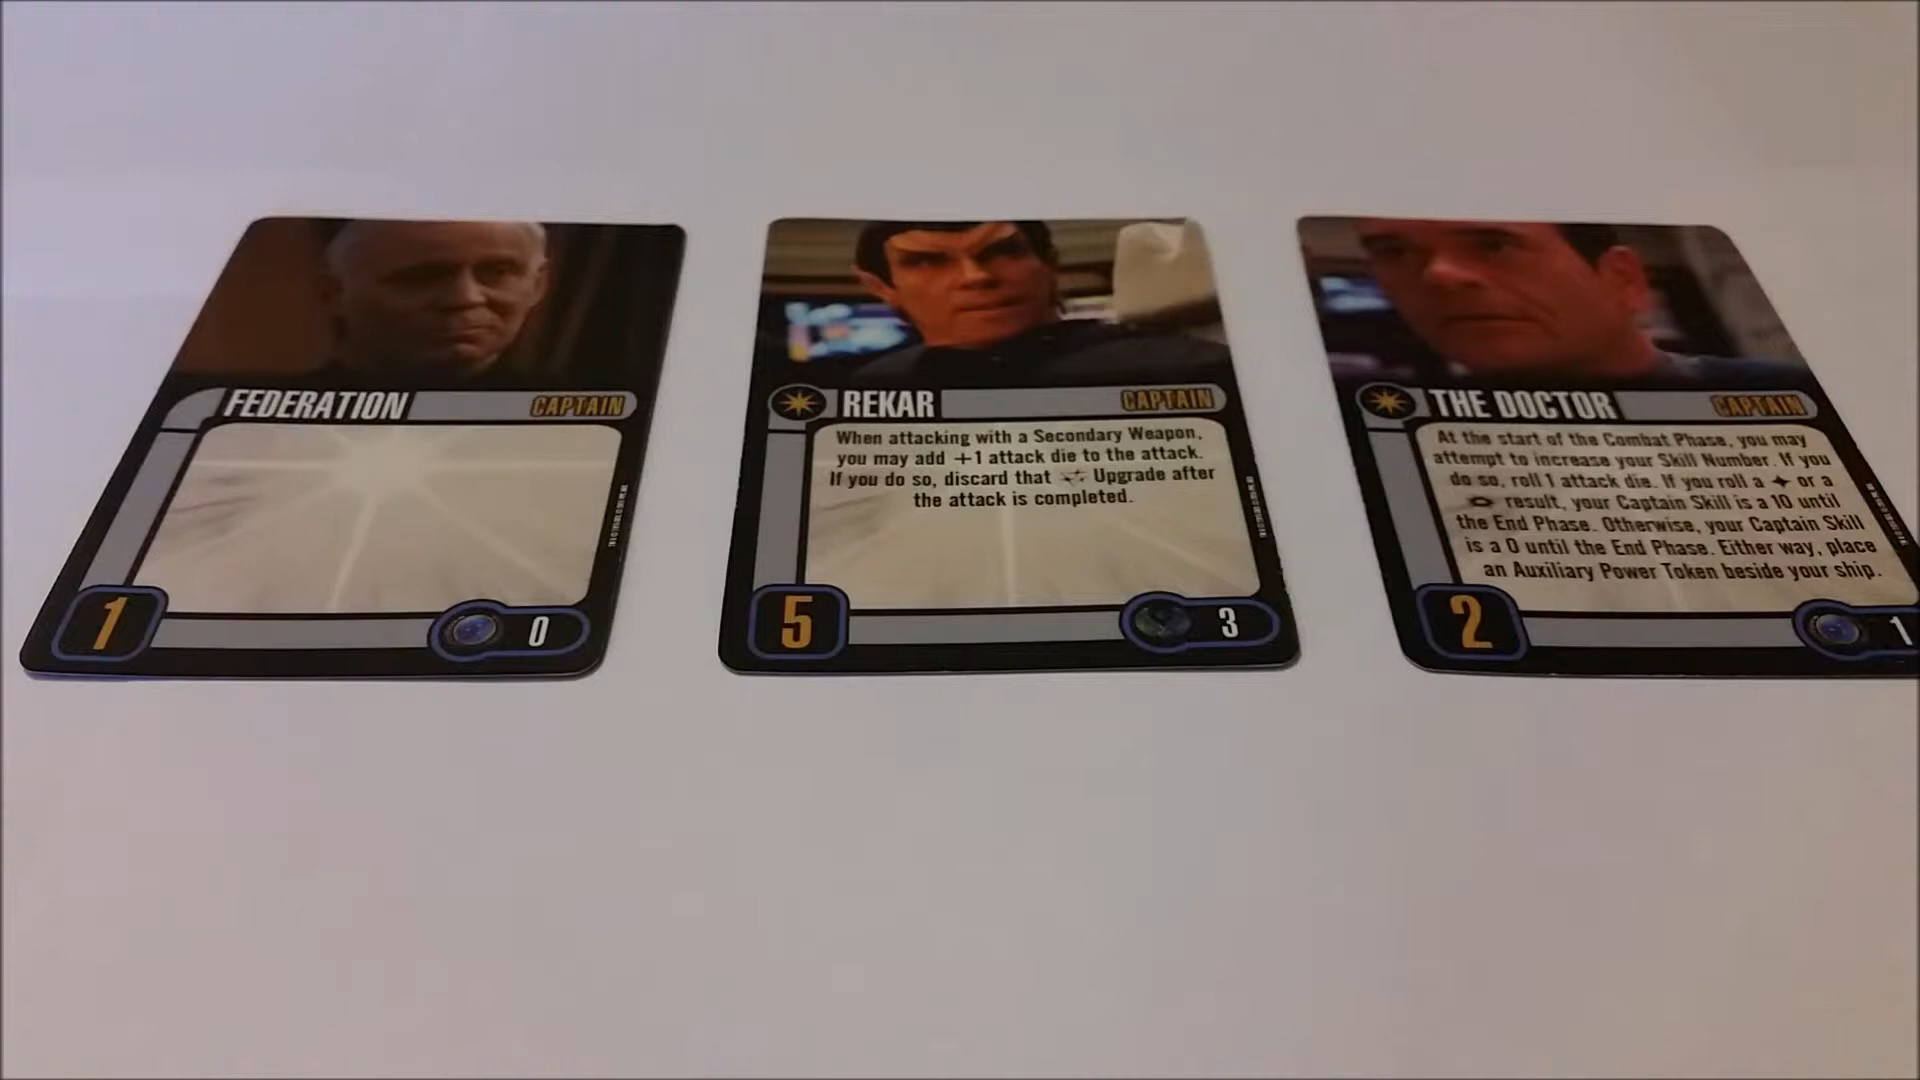 FEDERATION CAPTAIN
1 0
REKAR CAPTAIN
When attacking with a Secondary Weapon,
you may add +1 attack die to the attack.
If you do so, discard that Upgrade after
the attack is completed.
5 3
THE DOCTOR CAPTAIN
At the start of the Combat Phase, you may
attempt to increase your Skill Number. If you
do so, roll 1 attack die. If you roll a or a
result, your Captain Skill is a 10 until
the End Phase. Otherwise, your Captain Skill
is a 0 until the End Phase. Either way, place
an Auxiliary Power Token beside your ship.
2 1